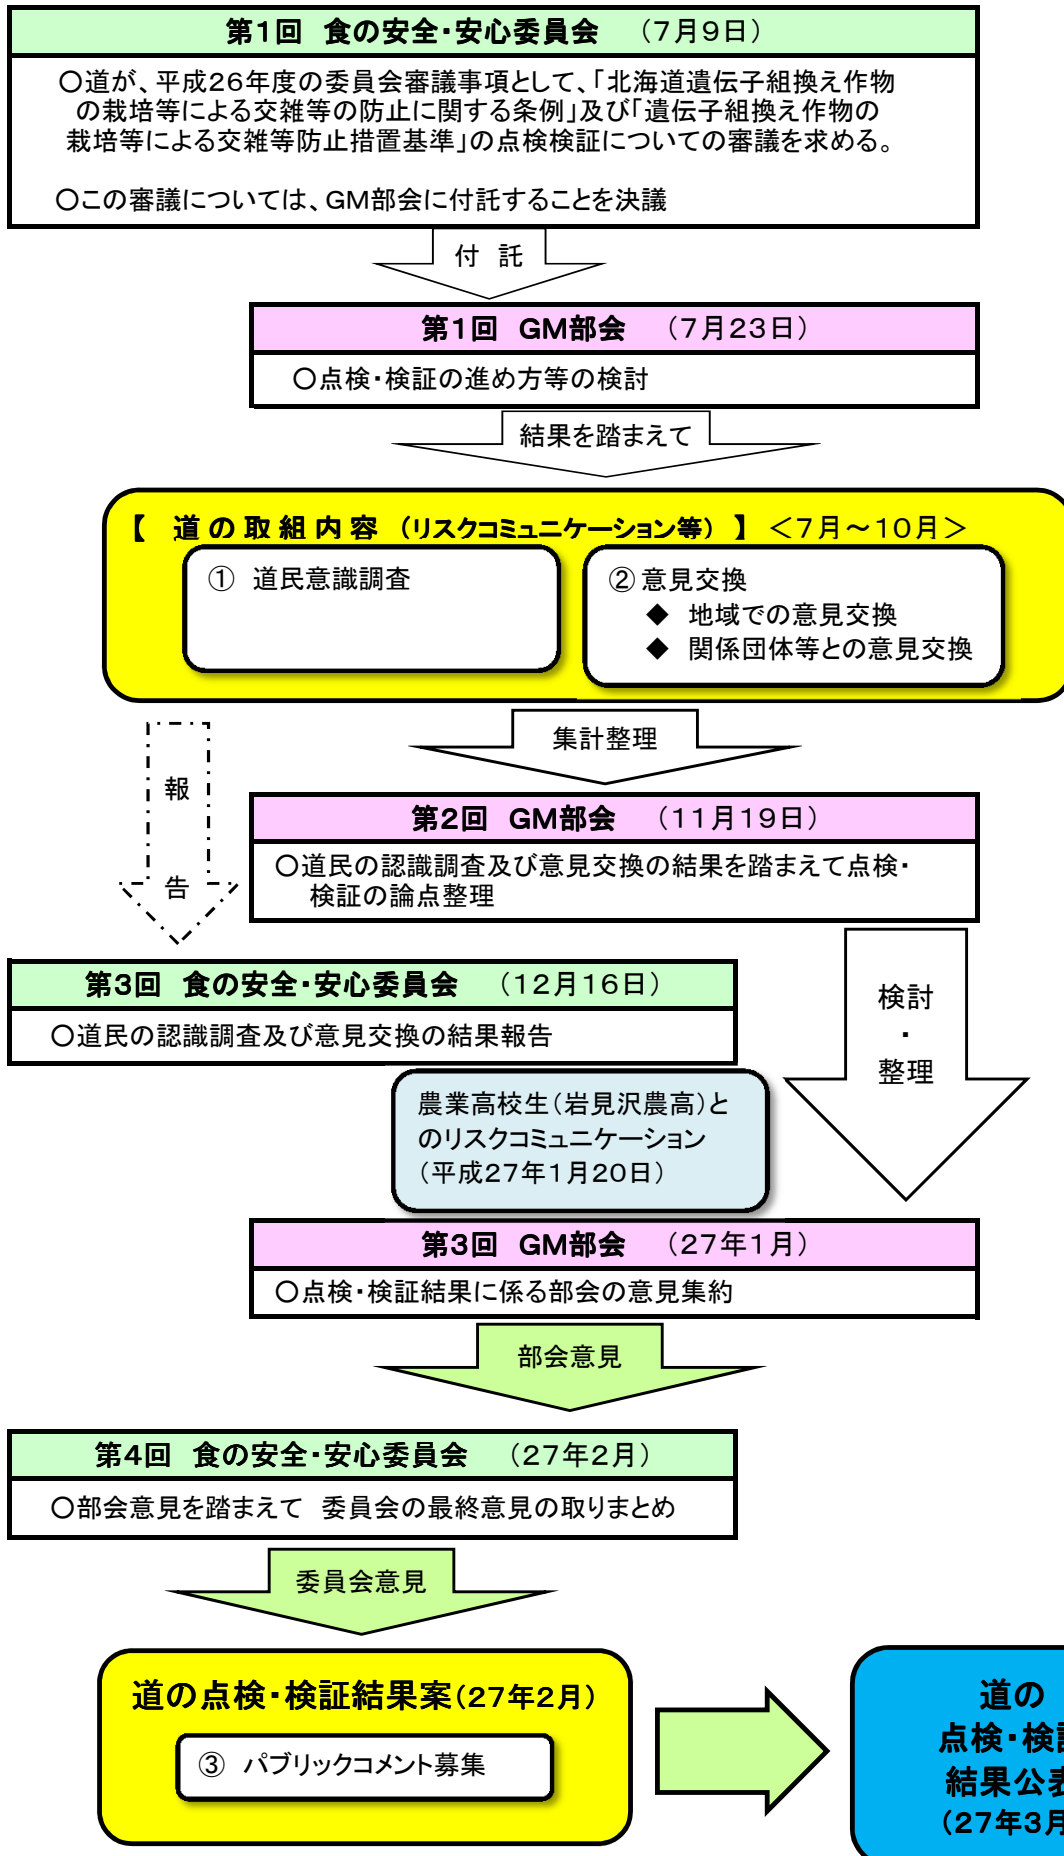 第1回　食の安全・安心委員会　（7月9日）
○道が、平成26年度の委員会審議事項として、「北海道遺伝子組換え作物
の栽培等による交雑等の防止に関する条例」及び「遺伝子組換え作物の
栽培等による交雑等防止措置基準」の点検検証についての審議を求める。
○この審議については、GM部会に付託することを決議
付　託
第1回　GM部会　（7月23日）
○点検・検証の進め方等の検討
結果を踏まえて
【　道の取組内容（リスクコミュニケーション等）】＜7月～10月＞
①　道民意識調査
②意見交換
◆　地域での意見交換
◆　関係団体等との意見交換
集計整理
報
告
第2回　GM部会　（11月19日）
○道民の認識調査及び意見交換の結果を踏まえて点検・
検証の論点整理
検討
・
整理
第3回　食の安全・安心委員会　（12月16日）
○道民の認識調査及び意見交換の結果報告
農業高校生（岩見沢農高）と
のリスクコミュニケーション
（平成27年1月20日）
第3回　GM部会　（27年1月）
○点検・検証結果に係る部会の意見集約
部会意見
第4回　食の安全・安心委員会　（27年2月）
○部会意見を踏まえて　委員会の最終意見の取りまとめ
委員会意見
道の点検・検証結果案（27年2月）
③　パブリックコメント募集
道の
点検・検証
結果公表
（27年3月